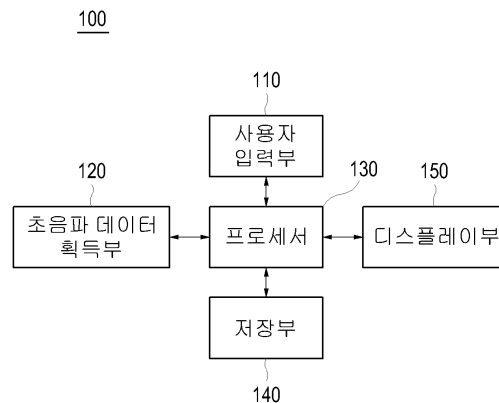 100
110
사용자
입력부
120
초음파 데이터
획득부
130
프로세서
150
디스플레이부
저장부
140